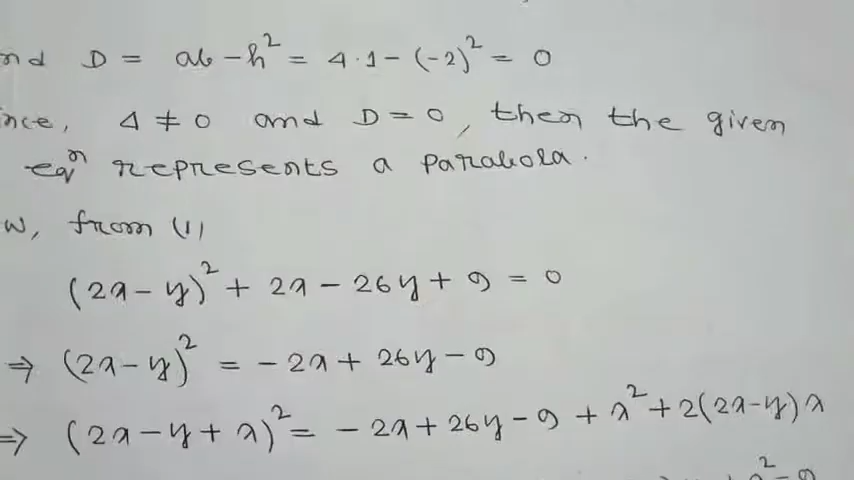 nd D = ab - h² = 4·1 - (-2)² = 0
ince, Δ ≠ 0 and D = 0, then the given
eqⁿ represents a parabola.
w, from (1)
(2x - y)² + 2x - 26y + 9 = 0
⇒ (2x - y)² = - 2x + 26y - 9
⇒ (2x - y + λ)² = - 2x + 26y - 9 + λ² + 2(2x - y)λ